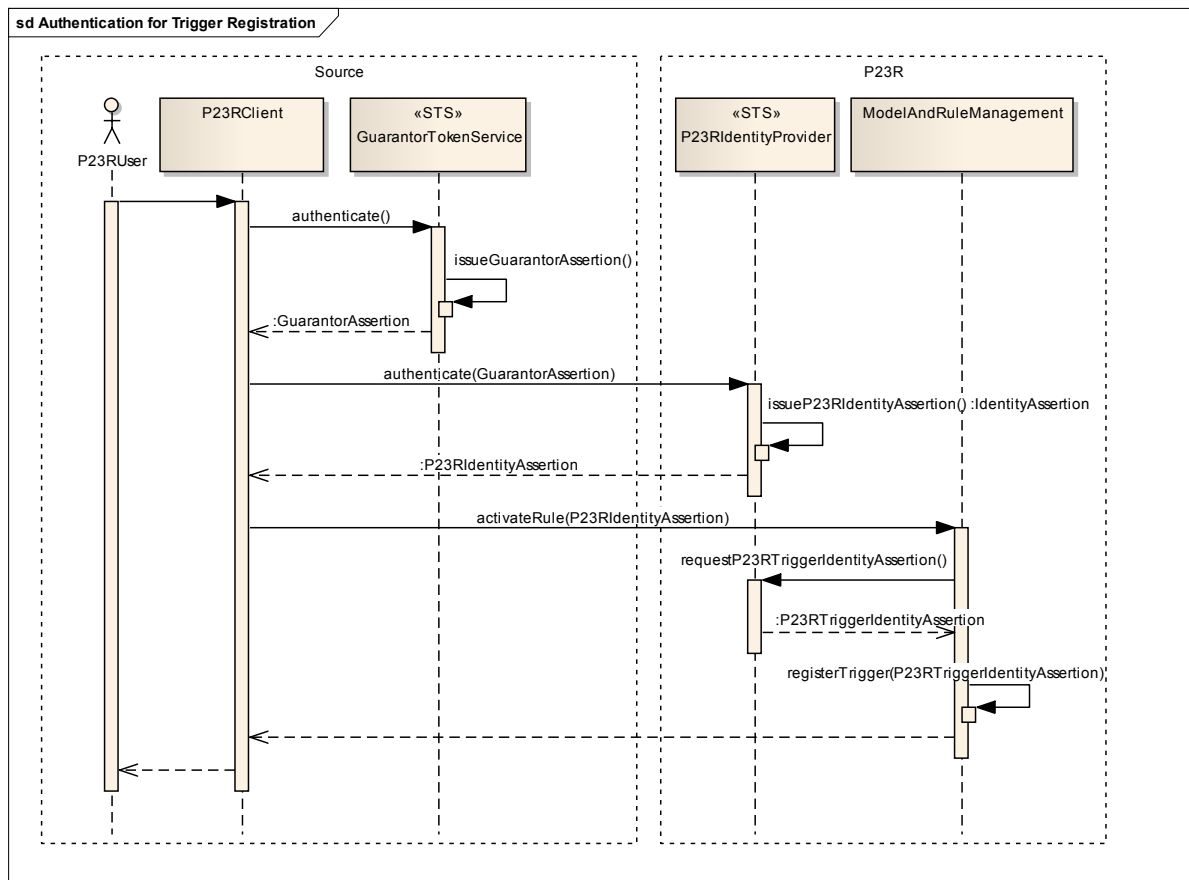 sd Authentication for Trigger Registration
Source
P23R
P23RUser
P23RClient
«STS»
GuarantorTokenService
«STS»
P23RIdentityProvider
ModelAndRuleManagement
authenticate()
issueGuarantorAssertion()
:GuarantorAssertion
authenticate(GuarantorAssertion)
issueP23RIdentityAssertion() :IdentityAssertion
:P23RIdentityAssertion
activateRule(P23RIdentityAssertion)
requestP23RTriggerIdentityAssertion()
:P23RTriggerIdentityAssertion
registerTrigger(P23RTriggerIdentityAssertion)